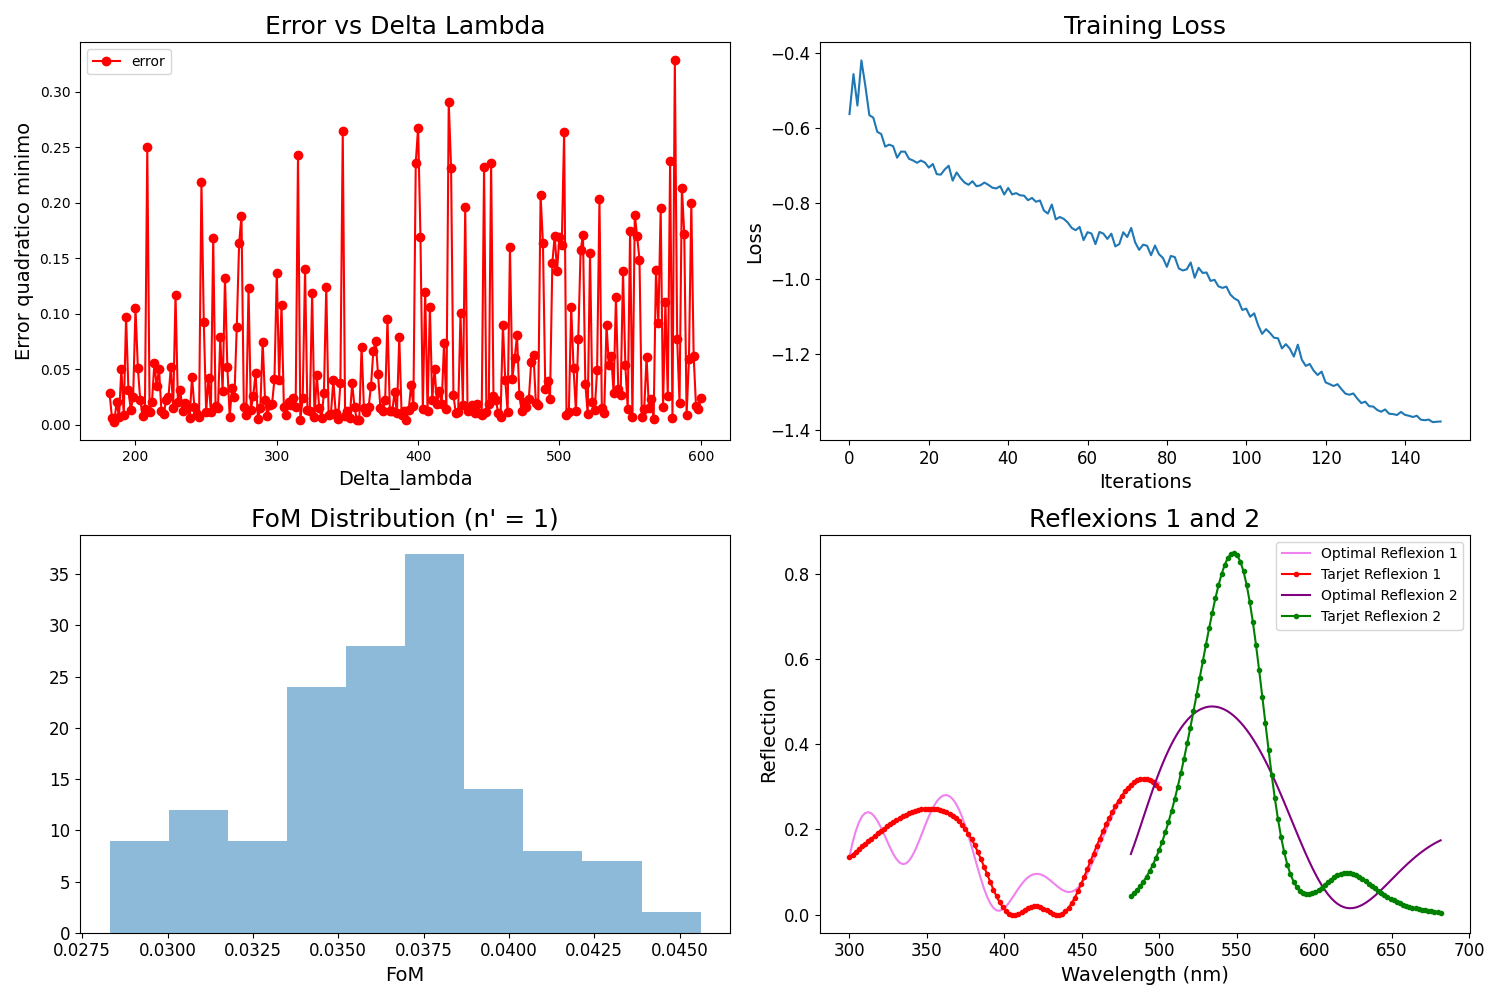 Error vs Delta Lambda
error
Error quadratico minimo
0.30
0.25
0.20
0.15
0.10
0.05
0.00
200 300 400 500 600
Delta_lambda
Training Loss
Loss
−0.4
−0.6
−0.8
−1.0
−1.2
−1.4
0 20 40 60 80 100 120 140
Iterations
FoM Distribution (n' = 1)
35
30
25
20
15
10
5
0
0.0275 0.0300 0.0325 0.0350 0.0375 0.0400 0.0425 0.0450
FoM
Reflexions 1 and 2
Optimal Reflexion 1
Tarjet Reflexion 1
Optimal Reflexion 2
Tarjet Reflexion 2
Reflection
0.8
0.6
0.4
0.2
0.0
300 350 400 450 500 550 600 650 700
Wavelength (nm)